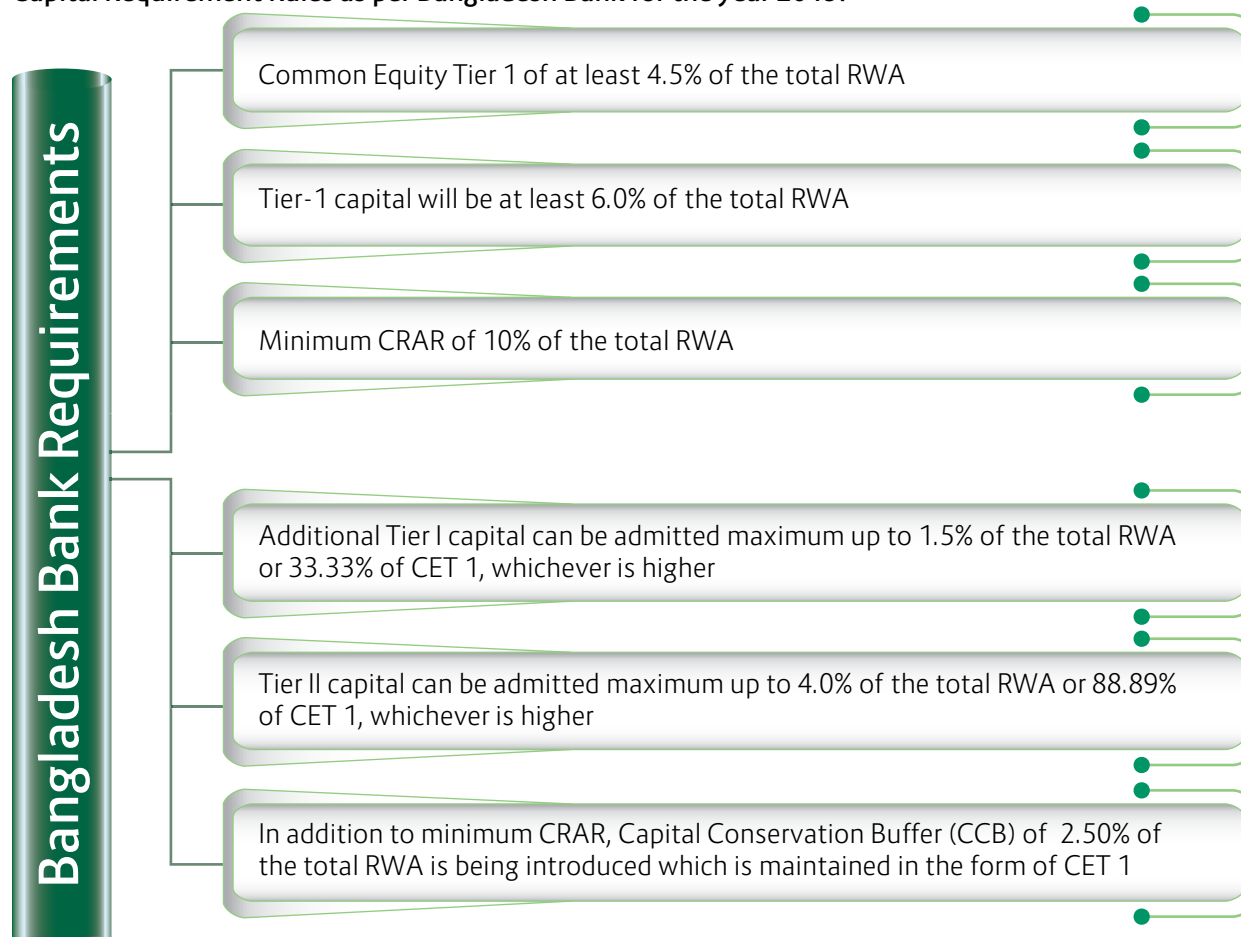 Bangladesh Bank Requirements
Common Equity Tier 1 of at least 4.5% of the total RWA
Tier-1 capital will be at least 6.0% of the total RWA
Minimum CRAR of 10% of the total RWA
Additional Tier I capital can be admitted maximum up to 1.5% of the total RWA
or 33.33% of CET 1, whichever is higher
Tier II capital can be admitted maximum up to 4.0% of the total RWA or 88.89%
of CET 1, whichever is higher
In addition to minimum CRAR, Capital Conservation Buffer (CCB) of 2.50% of
the total RWA is being introduced which is maintained in the form of CET 1